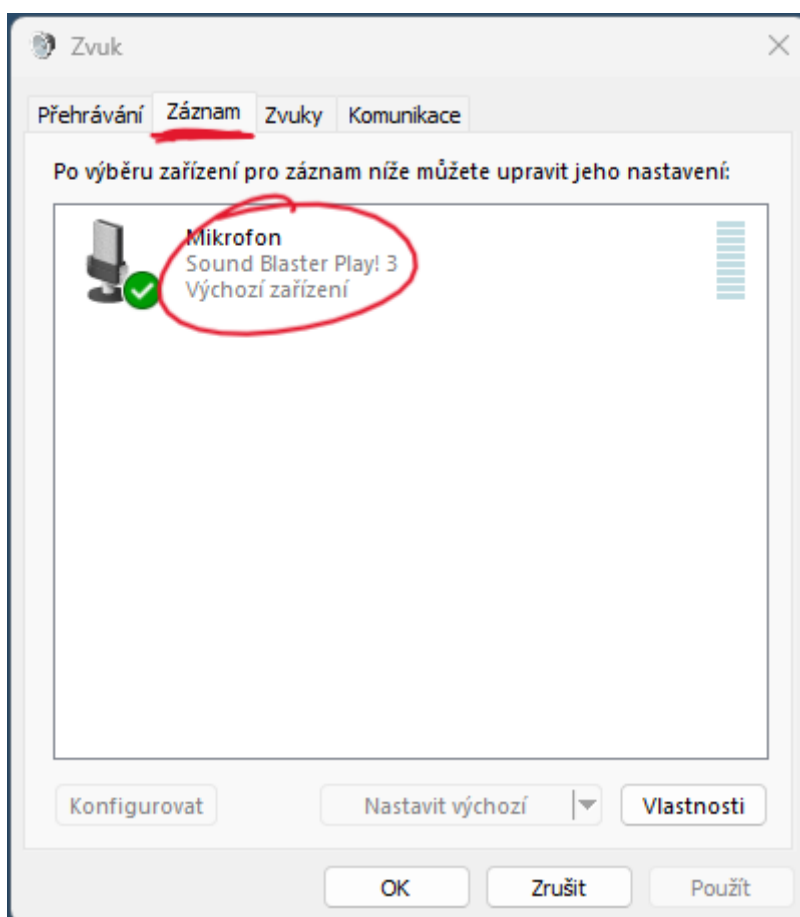 Zvuk
Přehrávání Záznam Zvuky Komunikace
Po výběru zařízení pro záznam níže můžete upravit jeho nastavení:
Mikrofon
Sound Blaster Play! 3
Výchozí zařízení
Konfigurovat Nastavit výchozí Vlastnosti
OK Zrušit Použít